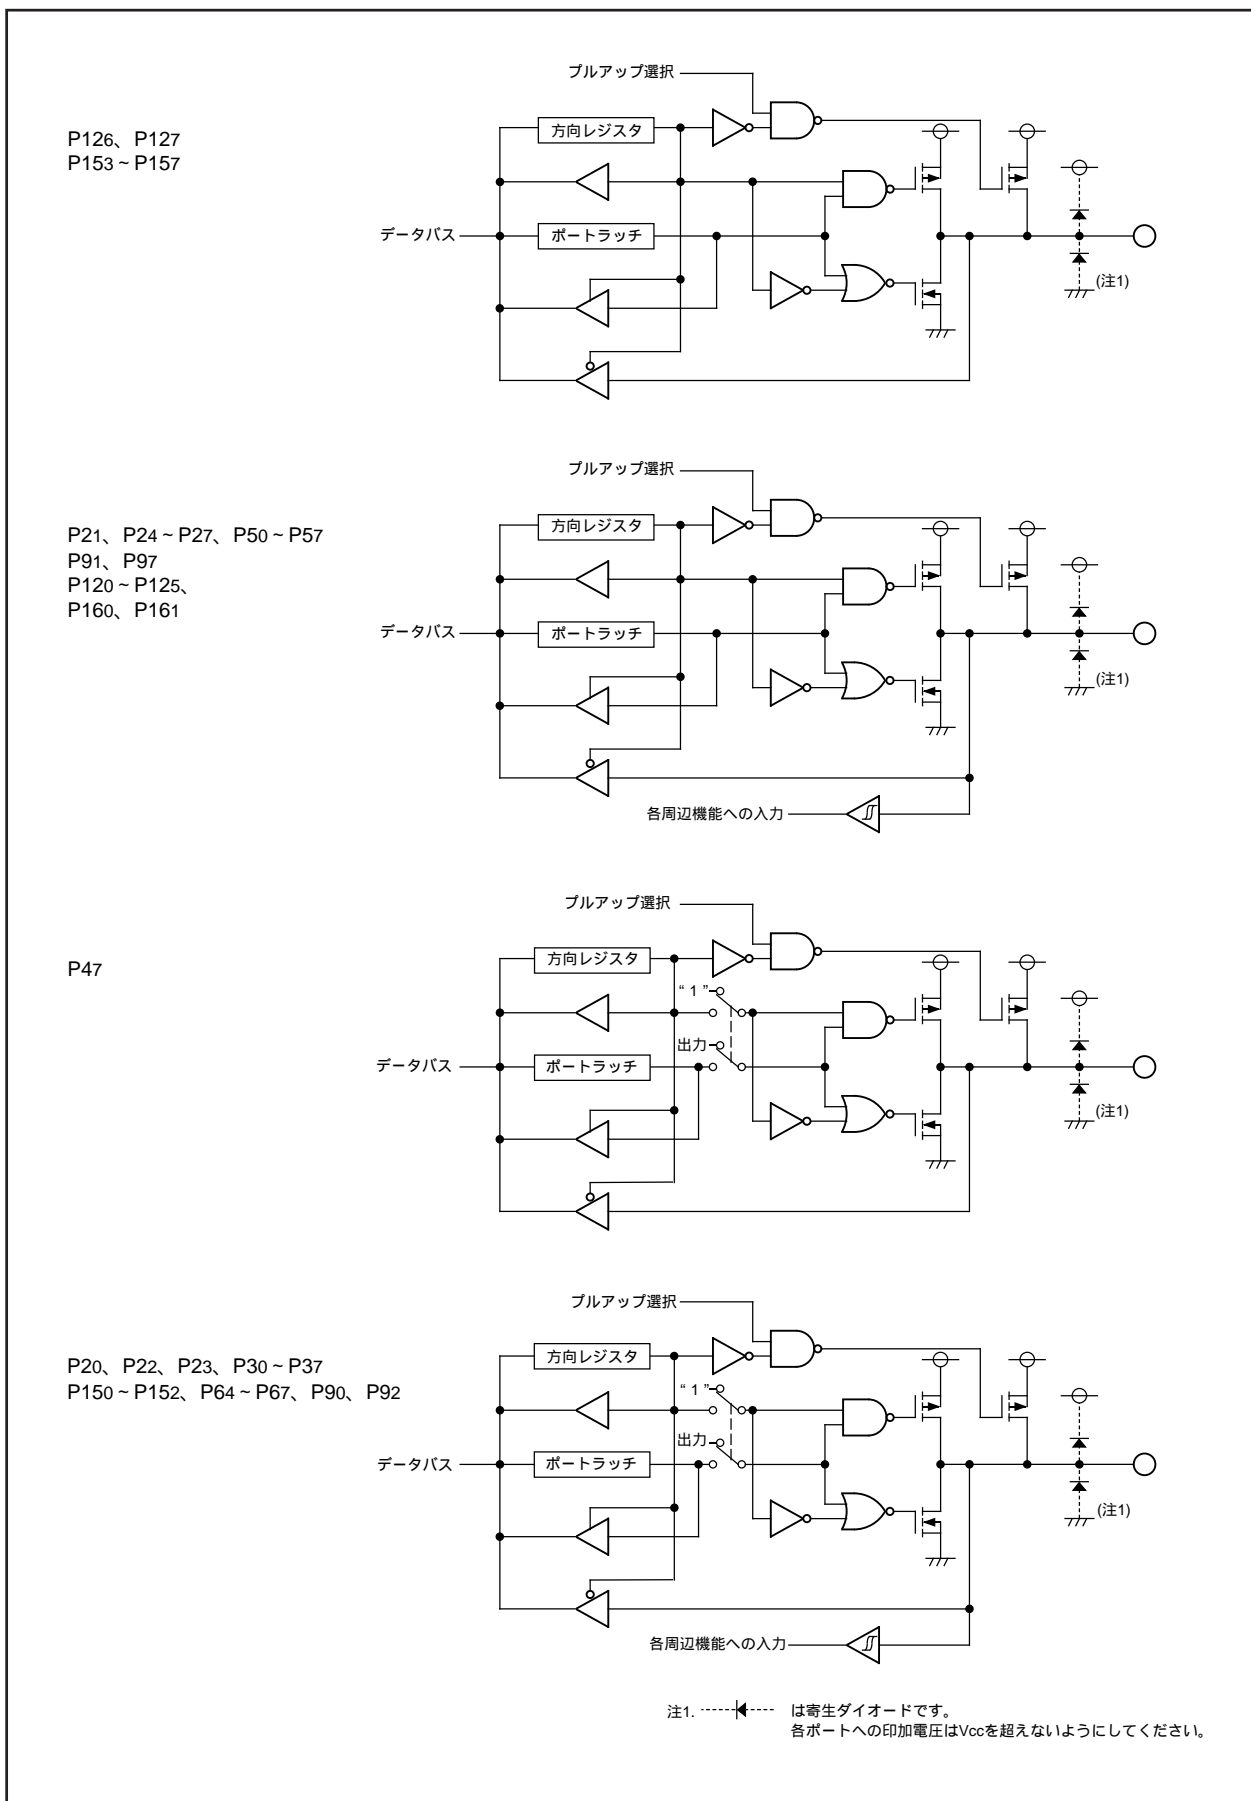 プルアップ選択
P126、P127
P153 ~ P157
方向レジスタ
データバス
ポートラッチ
(注1)
プルアップ選択
P21、P24 ~ P27、P50 ~ P57
P91、P97
P120 ~ P125、
P160、P161
方向レジスタ
データバス
ポートラッチ
(注1)
各周辺機能への入力
プルアップ選択
P47
方向レジスタ
“ 1 ”
出力
データバス
ポートラッチ
(注1)
プルアップ選択
P20、P22、P23、P30 ~ P37
P150 ~ P152、P64 ~ P67、P90、P92
方向レジスタ
“ 1 ”
出力
データバス
ポートラッチ
(注1)
各周辺機能への入力
注1. は寄生ダイオードです。
各ポートへの印加電圧はVccを超えないようにしてください。